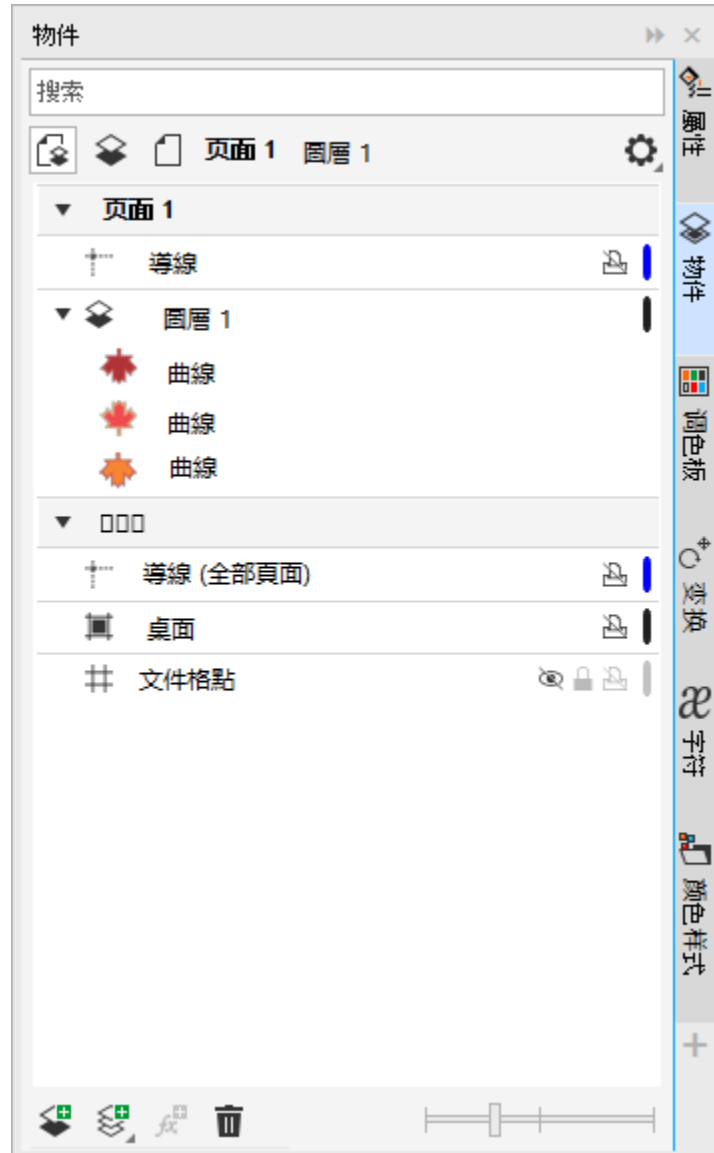 物件
搜索
页面 1 圖層 1
页面 1
導線
圖層 1
曲線
曲線
曲線
導線 (全部頁面)
桌面
文件格點
屬性
物件
调色板
变换
字符
颜色样式